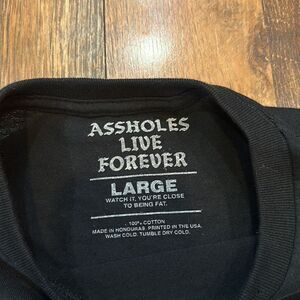 ASSHOLES
LIVE
FOREVER
LARGE
WATCH IT, YOU'RE CLOSE
TO BEING FAT.
100% COTTON
MADE IN HONDURAS. PRINTED IN THE USA.
WASH COLD. TUMBLE DRY COLD.